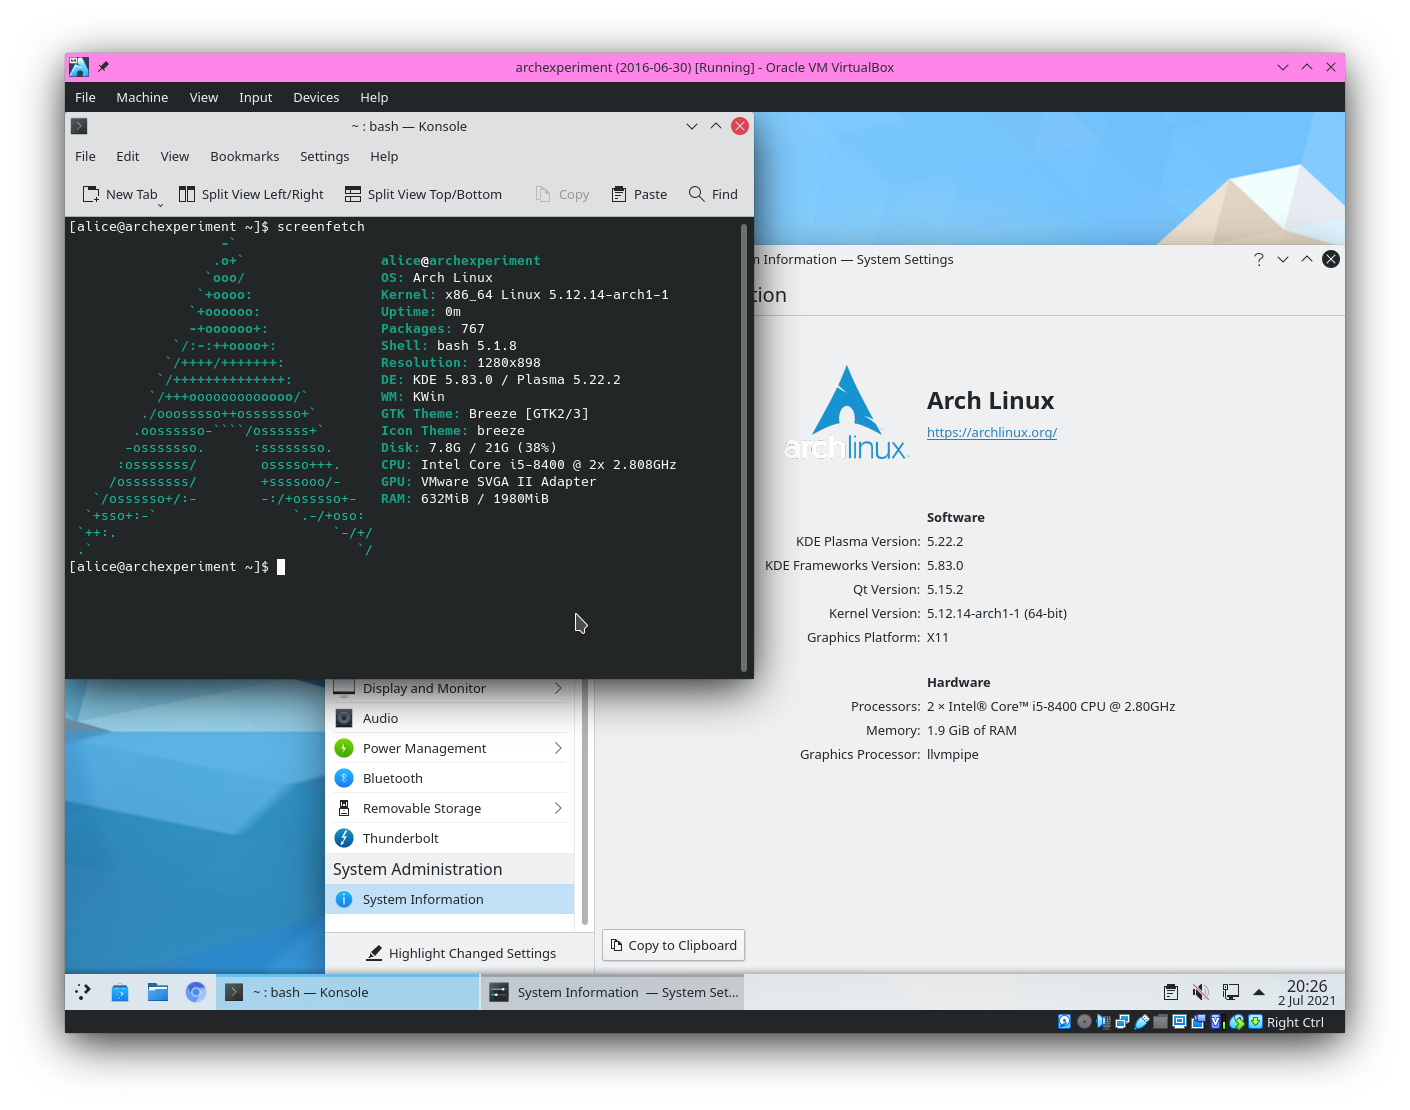 archexperiment (2016-06-30) [Running] - Oracle VM VirtualBox
File Machine View Input Devices Help
~ : bash — Konsole
File Edit View Bookmarks Settings Help
New Tab Split View Left/Right Split View Top/Bottom Copy Paste Find
[alice@archexperiment ~]$ screenfetch
-`
.o+`
alice@archexperiment
`ooo/
OS: Arch Linux
`+oooo:
Kernel: x86_64 Linux 5.12.14-arch1-1
`+oooooo:
Uptime: 0m
-+oooooo+:
Packages: 767
`/:-:++oooo+:
Shell: bash 5.1.8
`/++++/+++++++:
Resolution: 1280x898
`/++++++++++++++:
DE: KDE 5.83.0 / Plasma 5.22.2
`/+++ooooooooooooo/`
WM: KWin
./ooosssso++osssssso+`
GTK Theme: Breeze [GTK2/3]
.oossssso-````/ossssss+`
Icon Theme: breeze
-osssssso. :ssssssso.
Disk: 7.8G / 21G (38%)
:osssssss/ osssso+++.
CPU: Intel Core i5-8400 @ 2x 2.808GHz
/ossssssss/ +ssssooo/-
GPU: VMware SVGA II Adapter
`/ossssso+/:- -:/+osssso+-
RAM: 632MiB / 1980MiB
`+sso+:-` `.-/+oso:
`++:. `-/+/
.` `/
[alice@archexperiment ~]$
Information — System Settings
Arch Linux
https://archlinux.org/
archlinux
Software
KDE Plasma Version: 5.22.2
KDE Frameworks Version: 5.83.0
Qt Version: 5.15.2
Kernel Version: 5.12.14-arch1-1 (64-bit)
Graphics Platform: X11
Hardware
Processors: 2 × Intel® Core™ i5-8400 CPU @ 2.80GHz
Memory: 1.9 GiB of RAM
Graphics Processor: llvmpipe
Display and Monitor
Audio
Power Management
Bluetooth
Removable Storage
Thunderbolt
System Administration
System Information
Highlight Changed Settings
Copy to Clipboard
~ : bash — Konsole
System Information — System Set...
20:26
2 Jul 2021
Right Ctrl